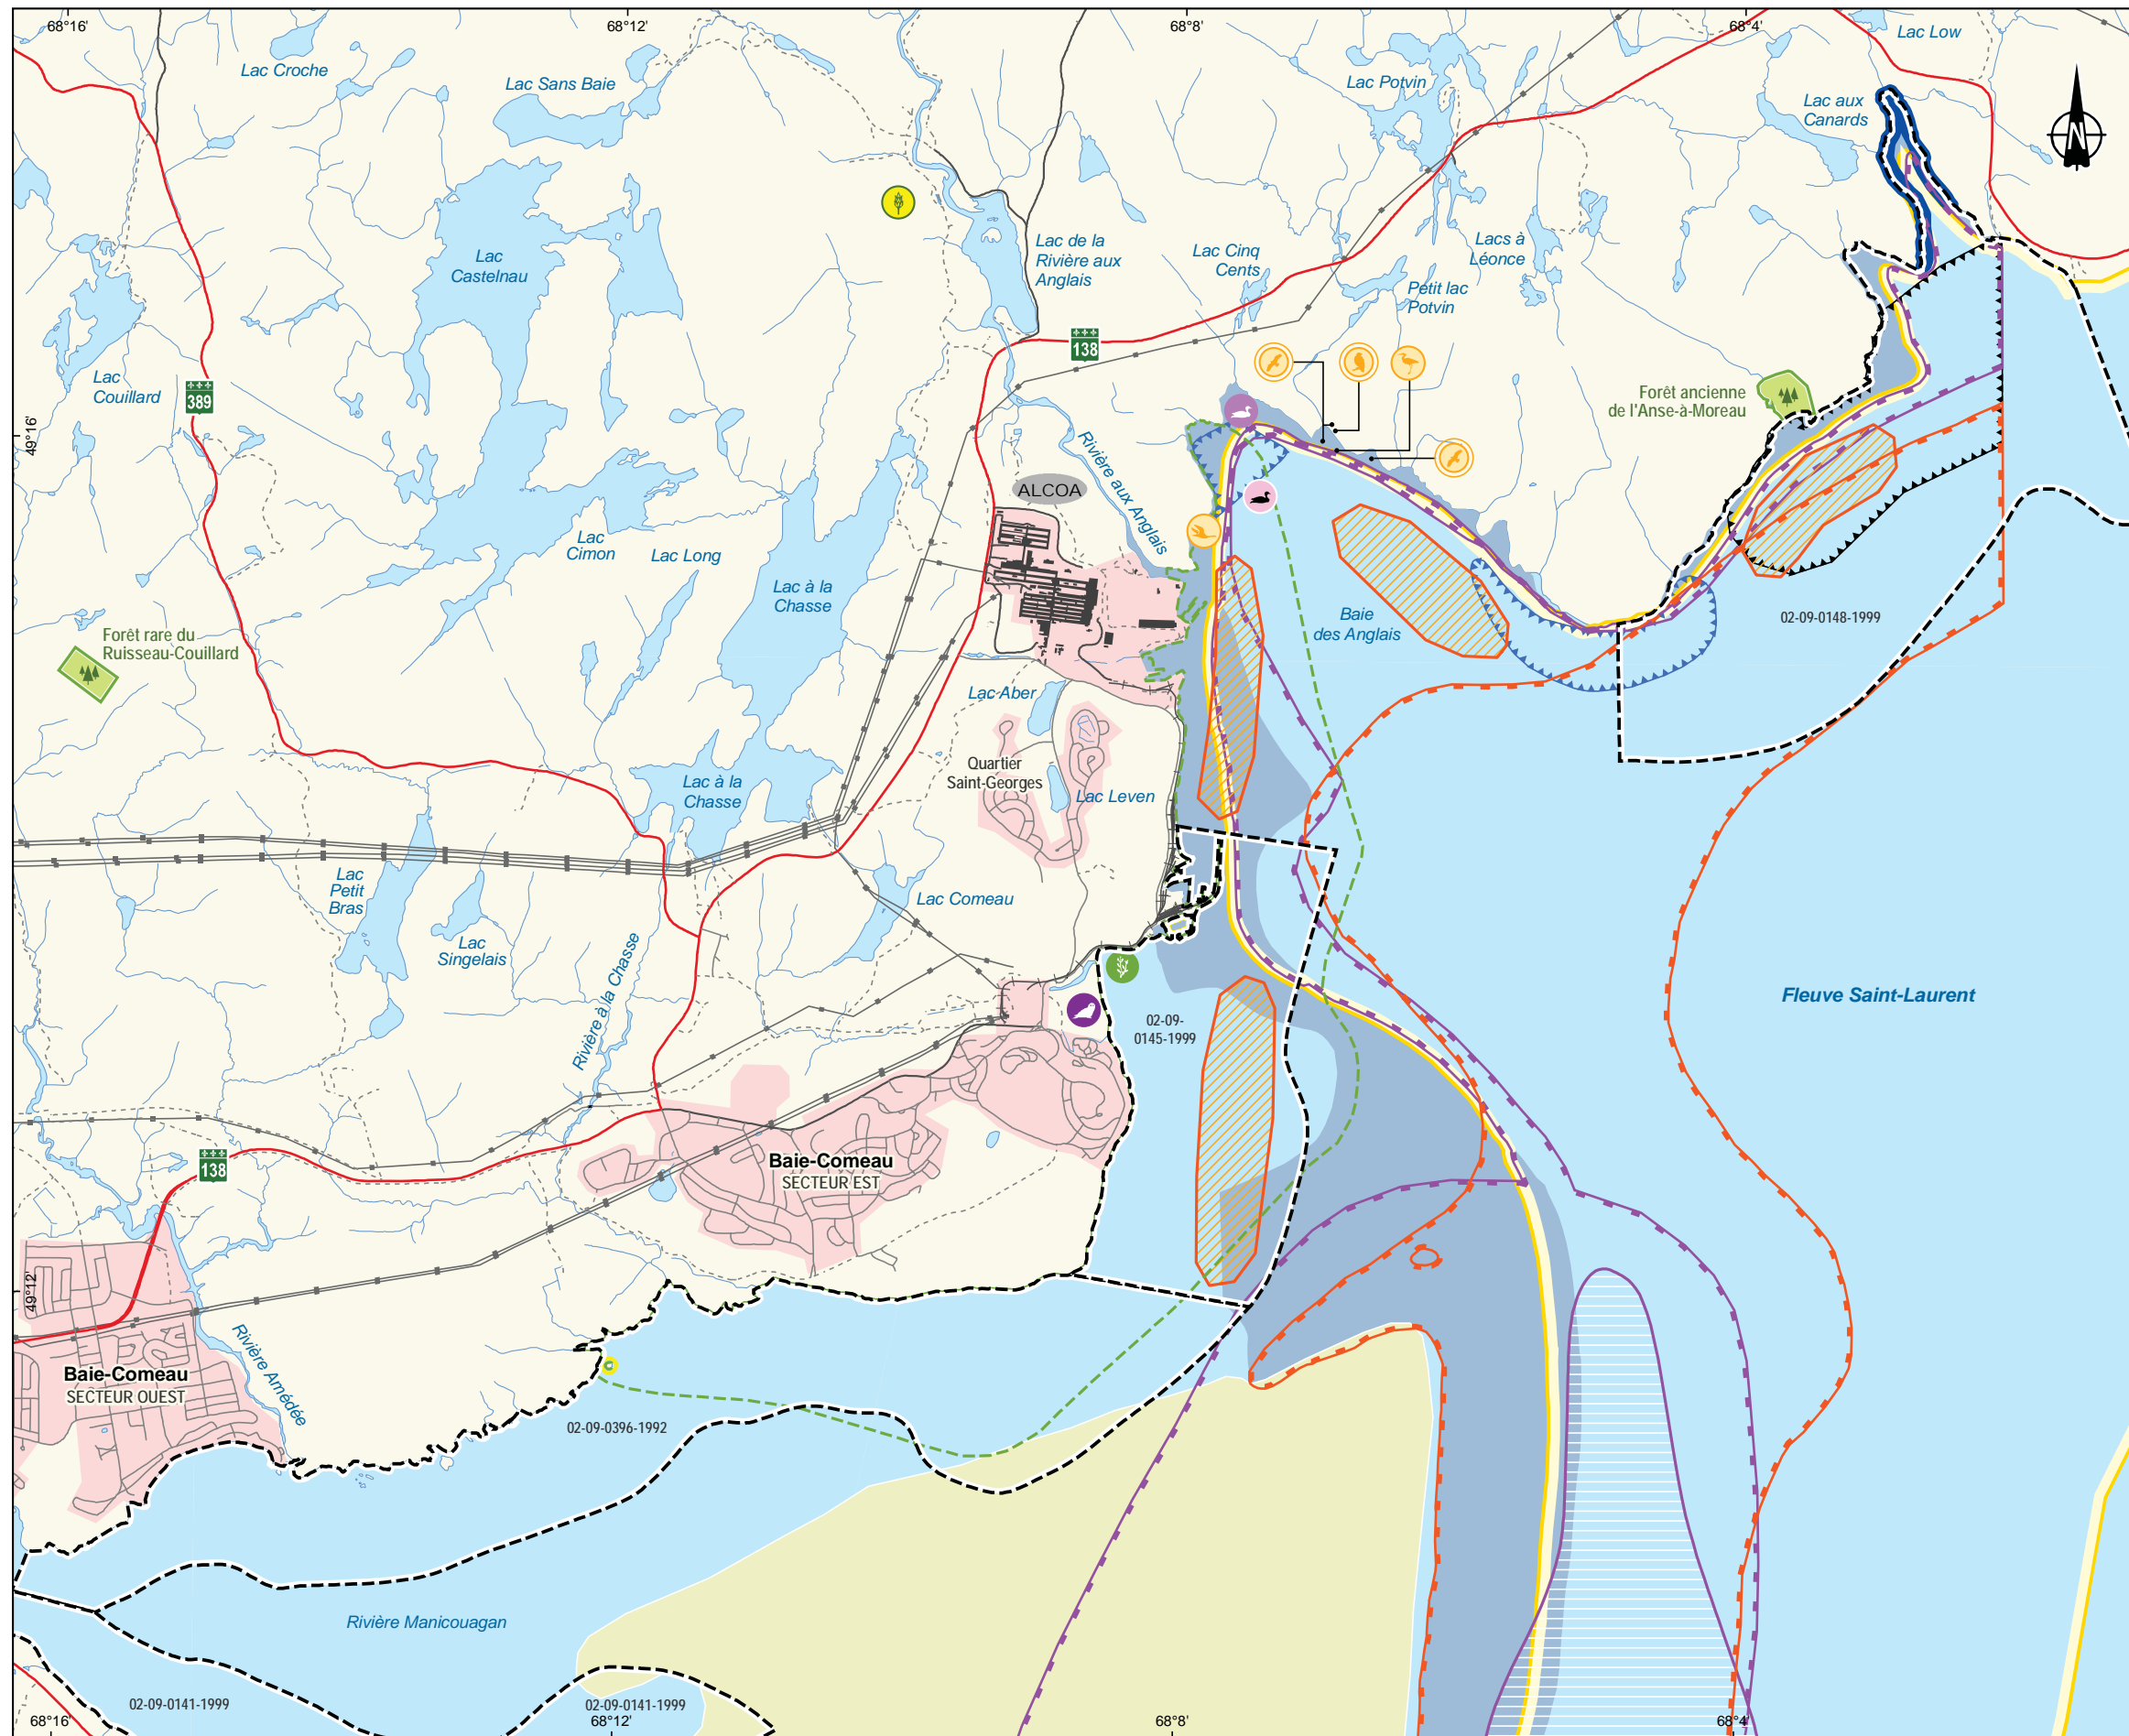 68°16'
68°12'
68°8'
68°4'
Lac Low
Lac Croche
Lac Sans Baie
Lac Potvin
Lac aux
Canards
N
Lac
Castelnau
Lac de la
Rivière aux
Anglais
Lac Cinq
Cents
Lacs à
Léonce
Petit lac
Potvin
138
Lac
Couillard
389
Forêt ancienne
de l'Anse-à-Moreau
49°16'
Rivière aux Anglais
ALCOA
Lac
Cimon
Lac Long
Lac à la
Chasse
Baie
des Anglais
02-09-0148-1999
Forêt rare du
Ruisseau-Couillard
Lac Aber
Quartier
Saint-Georges
Lac à la
Chasse
Lac Leven
Lac
Petit
Bras
Lac Comeau
Lac
Singelais
Rivière à la Chasse
Fleuve Saint-Laurent
02-09-
0145-1999
138
Baie-Comeau
SECTEUR EST
49°12'
Rivière Amédée
Baie-Comeau
SECTEUR OUEST
02-09-0396-1992
Rivière Manicouagan
02-09-0141-1999
02-09-0141-1999
68°16'
68°12'
68°8'
68°4'